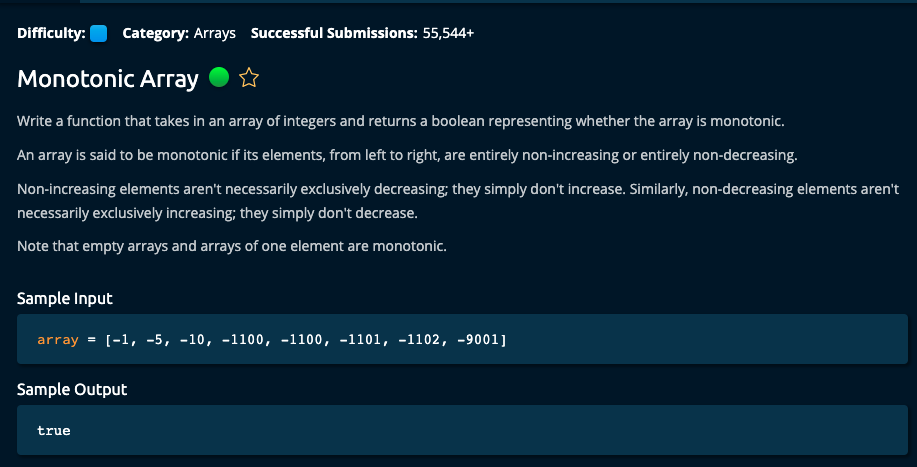 Difficulty: Category: Arrays Successful Submissions: 55,544+
Monotonic Array
Write a function that takes in an array of integers and returns a boolean representing whether the array is monotonic.
An array is said to be monotonic if its elements, from left to right, are entirely non-increasing or entirely non-decreasing.
Non-increasing elements aren't necessarily exclusively decreasing; they simply don't increase. Similarly, non-decreasing elements aren't
necessarily exclusively increasing; they simply don't decrease.
Note that empty arrays and arrays of one element are monotonic.
Sample Input
array = [-1, -5, -10, -1100, -1100, -1101, -1102, -9001]
Sample Output
true